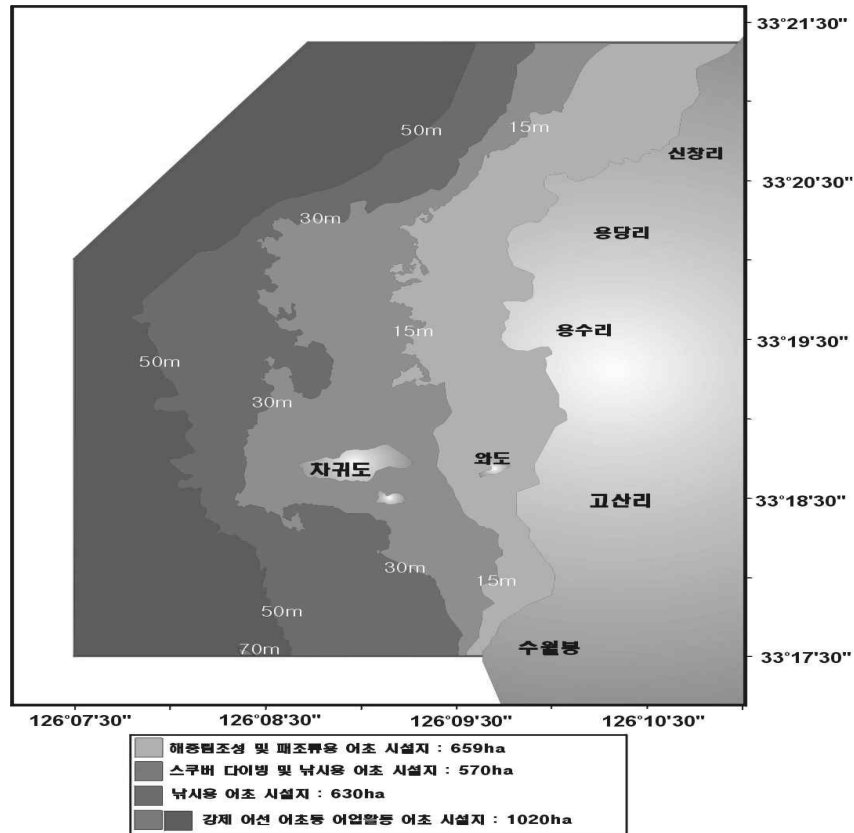 33°21'30"
50m
15m
신창리
33°20'30"
30m
용당리
15m
용수리
33°19'30"
50m
30m
차귀도
와도
고산리
33°18'30"
30m
15m
50m
70m
수월봉
33°17'30"
126°07'30"
126°08'30"
126°09'30"
126°10'30"
해중림조성 및 패조류용 어초 시설지 : 659ha
스쿠버 다이빙 및 낚시용 어초 시설지 : 570ha
낚시용 어초 시설지 : 630ha
강제 어선 어초등 어업활동 어초 시설지 : 1020ha